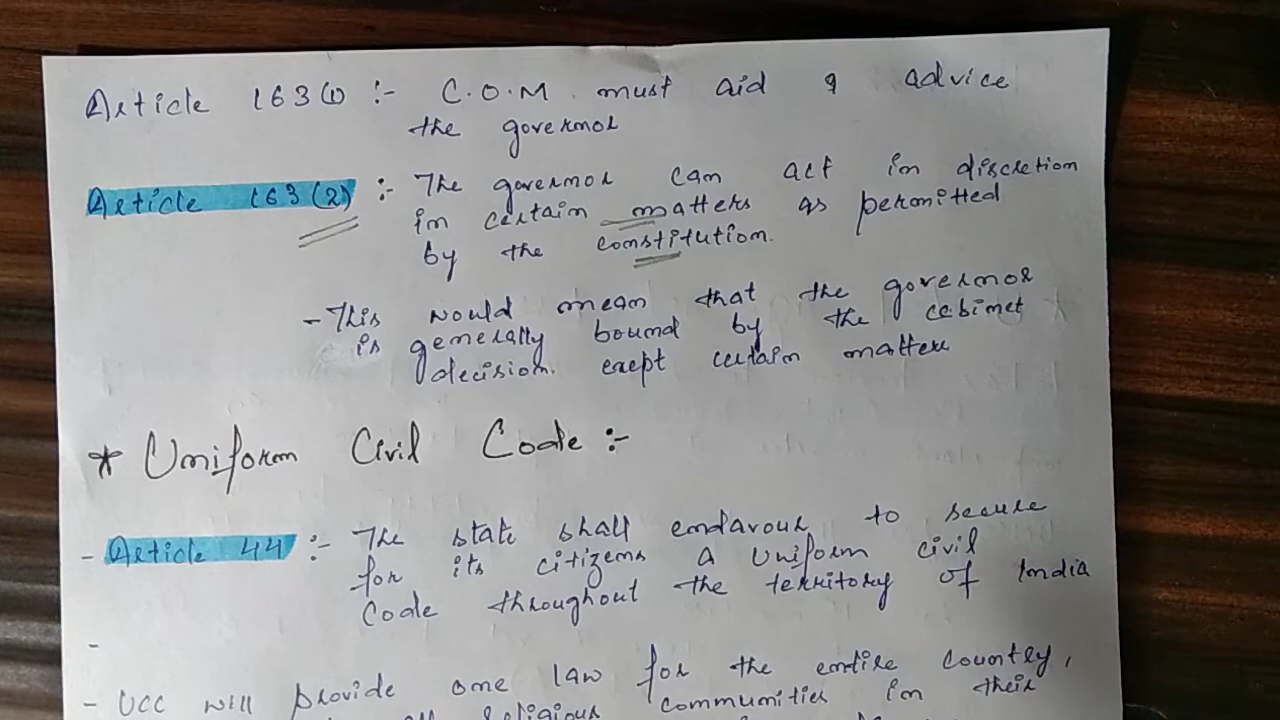 Article 163(1) :- C.O.M. must aid & advice
the governor
Article 163(2) :- The governor can act in discretion
in certain matters as permitted
by the constitution.
- This would mean that the governor
is generally bound by the cabinet
decision. exept certain matters
* Uniform Civil Code :-
- Article 44 :- The state shall endavour to secure
for its citizens a Uniform civil
Code throughout the territory of India
-
- UCC will provide one law for the entire country,
religious communities in their